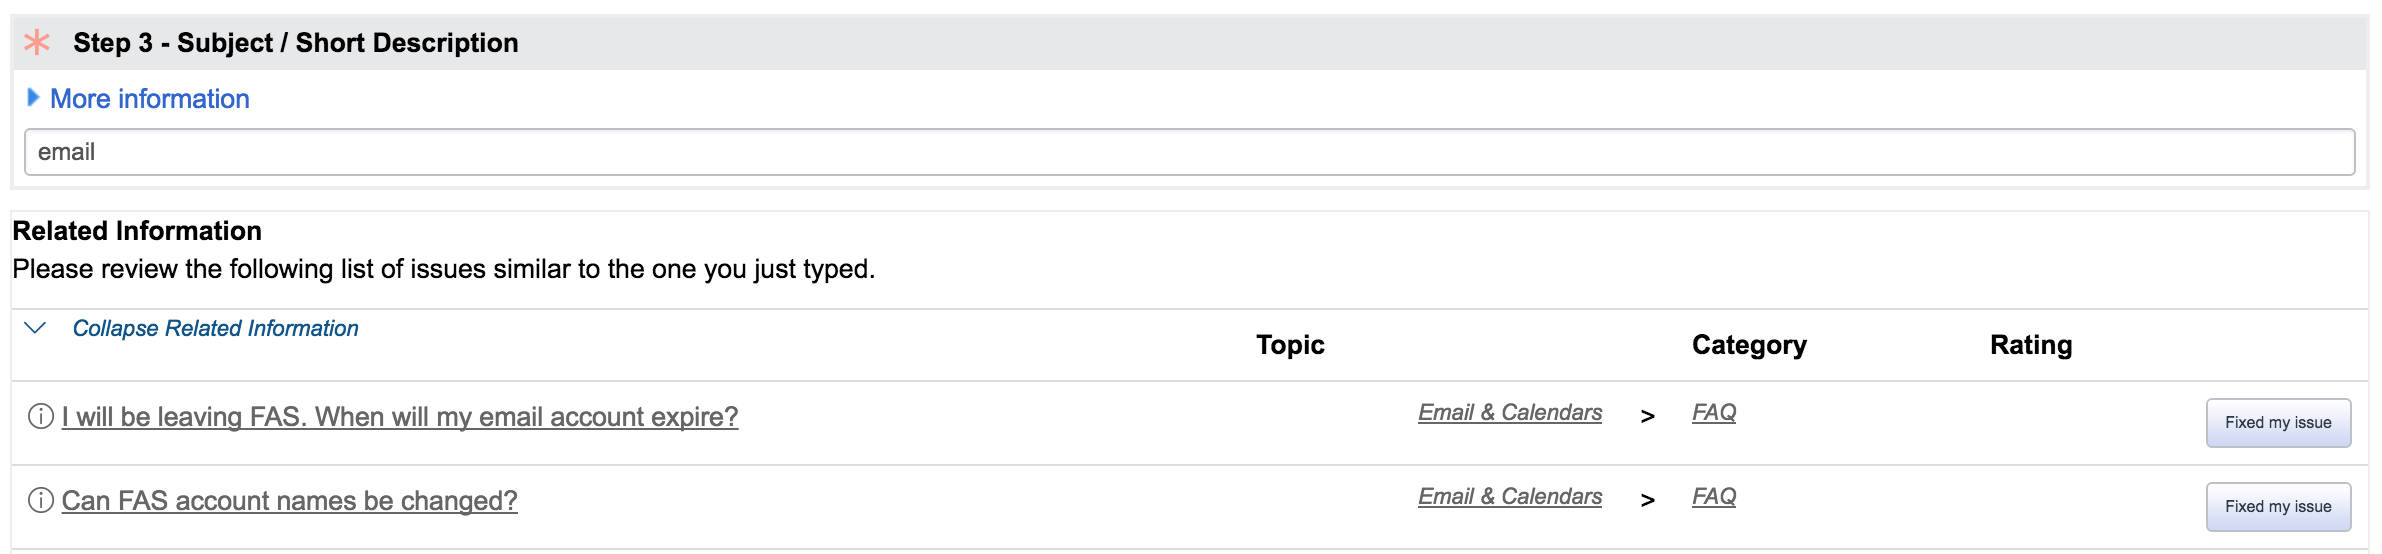 Step 3 - Subject / Short Description
More information
email
Related Information
Please review the following list of issues similar to the one you just typed.
Collapse Related Information
Topic Category Rating
I will be leaving FAS. When will my email account expire? Email & Calendars > FAQ Fixed my issue
Can FAS account names be changed? Email & Calendars > FAQ Fixed my issue